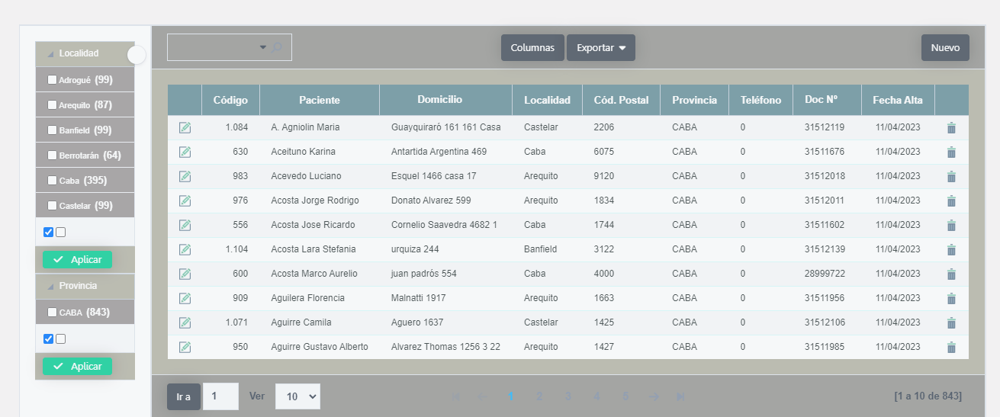 Localidad
Adrogué (99)
Arequito (87)
Banfield (99)
Berrotarán (64)
Caba (395)
Castelar (99)
Aplicar
Provincia
CABA (843)
Aplicar
Columnas Exportar Nuevo
Código Paciente Domicilio Localidad Cód. Postal Provincia Teléfono Doc Nº Fecha Alta
1.084 A. Agniolin Maria Guayquiraró 161 161 Casa Castelar 2206 CABA 0 31512119 11/04/2023
630 Aceituno Karina Antartida Argentina 469 Caba 6075 CABA 0 31511676 11/04/2023
983 Acevedo Luciano Esquel 1466 casa 17 Arequito 9120 CABA 0 31512018 11/04/2023
976 Acosta Jorge Rodrigo Donato Alvarez 599 Arequito 1834 CABA 0 31512011 11/04/2023
556 Acosta Jose Ricardo Cornelio Saavedra 4682 1 Caba 1744 CABA 0 31511602 11/04/2023
1.104 Acosta Lara Stefania urquiza 244 Banfield 3122 CABA 0 31512139 11/04/2023
600 Acosta Marco Aurelio juan padrós 554 Caba 4000 CABA 0 28999722 11/04/2023
909 Aguilera Florencia Malnatti 1917 Arequito 1663 CABA 0 31511956 11/04/2023
1.071 Aguirre Camila Aguero 1637 Castelar 1425 CABA 0 31512106 11/04/2023
950 Aguirre Gustavo Alberto Alvarez Thomas 1256 3 22 Arequito 1427 CABA 0 31511985 11/04/2023
Ir a 1 Ver 10 1 2 3 4 5 [1 a 10 de 843]